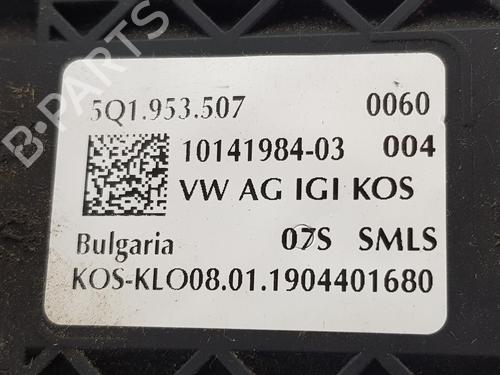 B-PARTS
5Q1.953.507 0060
10141984-03 004
VW AG IGI KOS
Bulgaria 07S SMLS
KOS-KLO08.01.1904401680